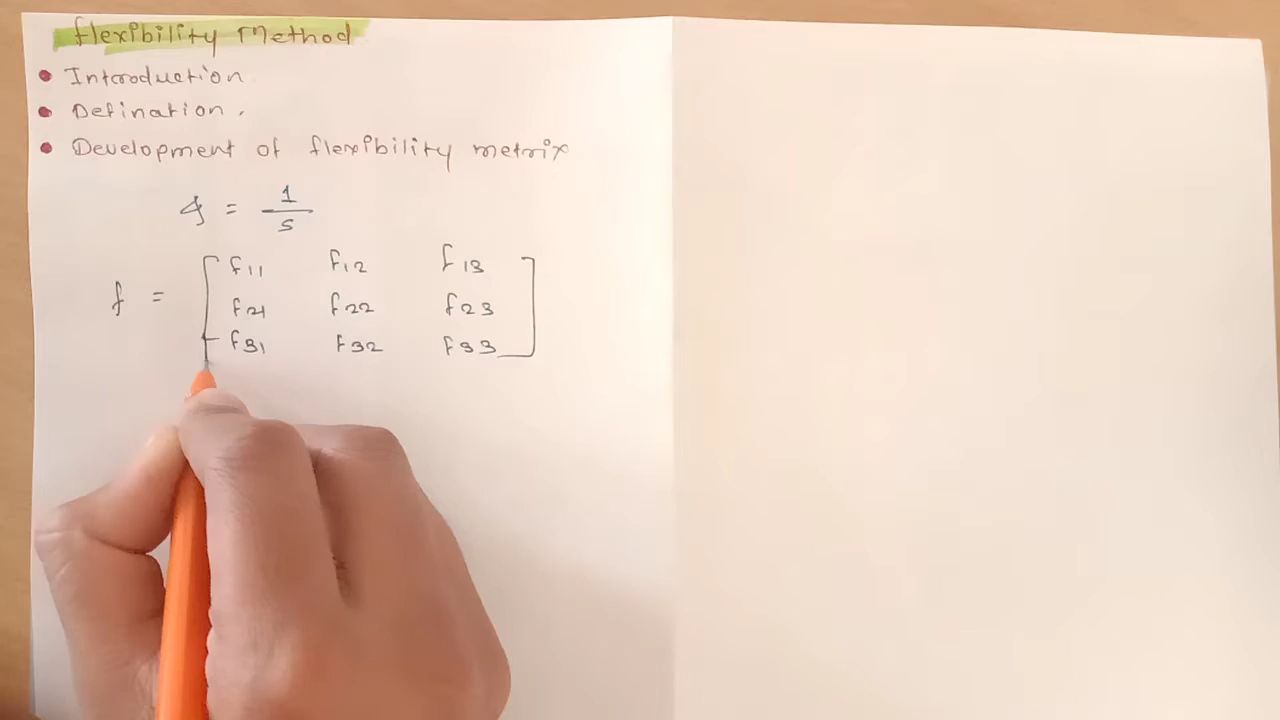 flexibility Method
• Introduction
• Defination.
• Development of flexibility metrix
f = 1/s
f = [ f11 f12 f13
f21 f22 f23
f31 f32 f33 ]